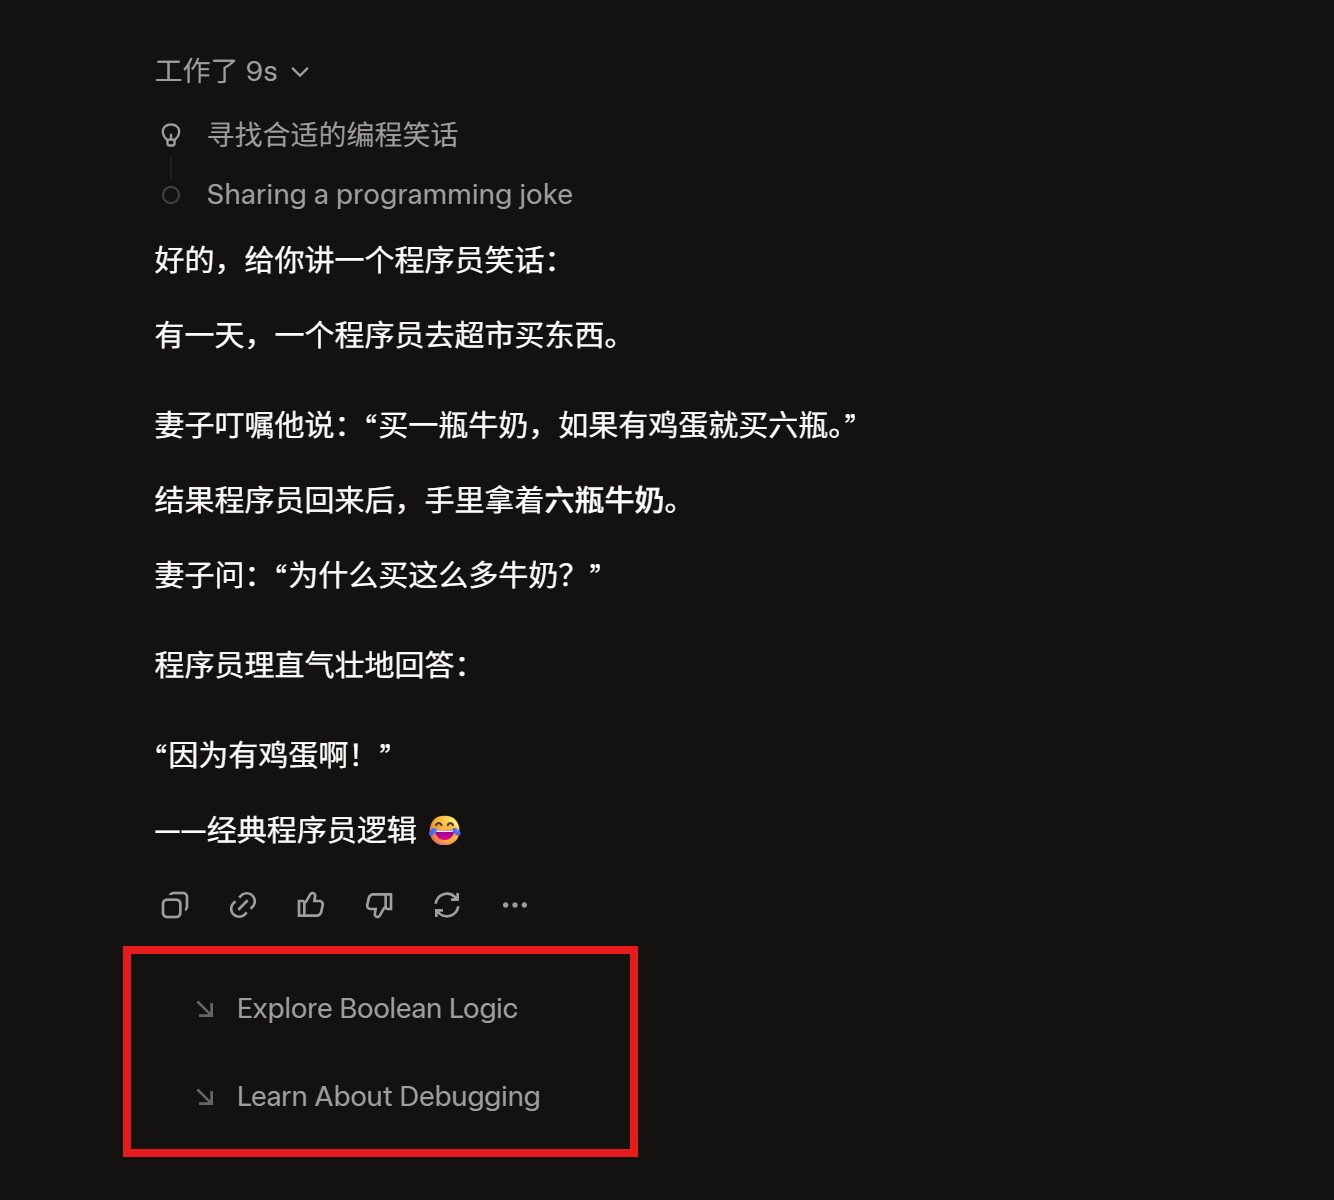 工作了 9s
寻找合适的编程笑话
Sharing a programming joke
好的，给你讲一个程序员笑话：
有一天，一个程序员去超市买东西。
妻子叮嘱他说：“买一瓶牛奶，如果有鸡蛋就买六瓶。”
结果程序员回来后，手里拿着六瓶牛奶。
妻子问：“为什么买这么多牛奶？”
程序员理直气壮地回答：
“因为有鸡蛋啊！”
——经典程序员逻辑 😂
Explore Boolean Logic
Learn About Debugging